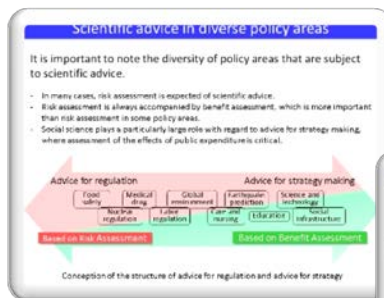 Scientific advice in diverse policy areas
It is important to note the diversity of policy areas that are subject
to scientific advice.
- In many cases, risk assessment is expected of scientific advice.
- Risk assessment is always accompanied by benefit assessment, which is more important
than risk assessment in some policy areas.
- Social science plays a particularly large role with regard to advice for strategy making,
where assessment of the effects of public expenditure is critical.
Advice for regulation
Advice for strategy making
Food
safety
Medical
drug
Global
environment
Earthquake
prediction
Science and
technology
Nuclear
regulation
Labor
regulation
Care and
nursing
Education
Social
infrastructure
Based on Risk Assessment
Based on Benefit Assessment
Conception of the structure of advice for regulation and advice for strategy